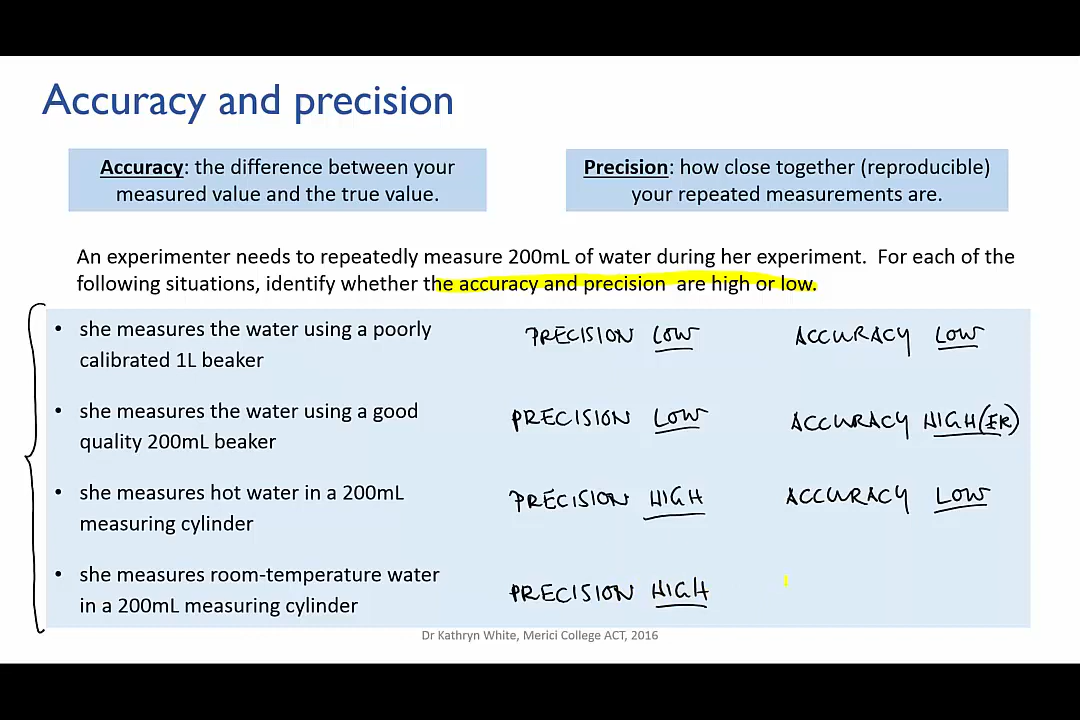 Accuracy and precision
Accuracy: the difference between your
measured value and the true value.
Precision: how close together (reproducible)
your repeated measurements are.
An experimenter needs to repeatedly measure 200mL of water during her experiment. For each of the
following situations, identify whether the accuracy and precision are high or low.
• she measures the water using a poorly
calibrated 1L beaker
PRECISION LOW
ACCURACY LOW
• she measures the water using a good
quality 200mL beaker
PRECISION LOW
ACCURACY HIGH(ER)
• she measures hot water in a 200mL
measuring cylinder
PRECISION HIGH
ACCURACY LOW
• she measures room-temperature water
in a 200mL measuring cylinder
PRECISION HIGH
Dr Kathryn White, Merici College ACT, 2016